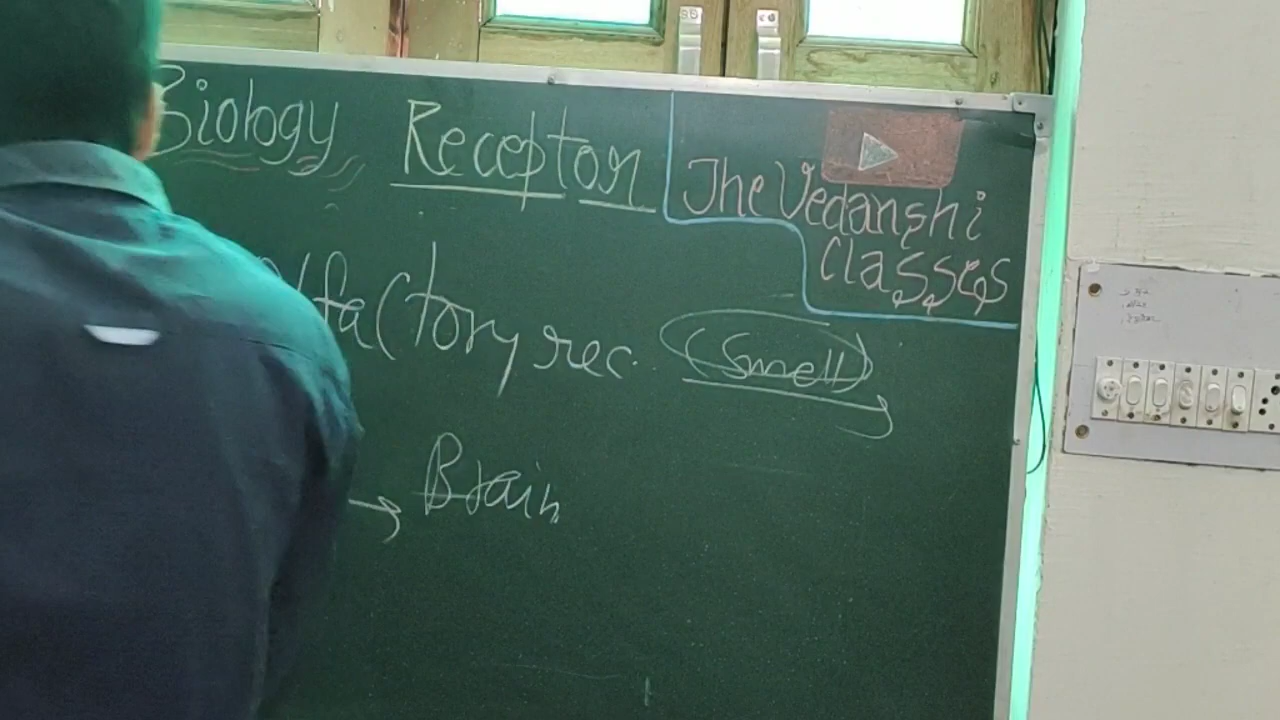 Biology Receptor
The Vedanshi
Classes
Olfactory rec. (Smell)
→ Brain